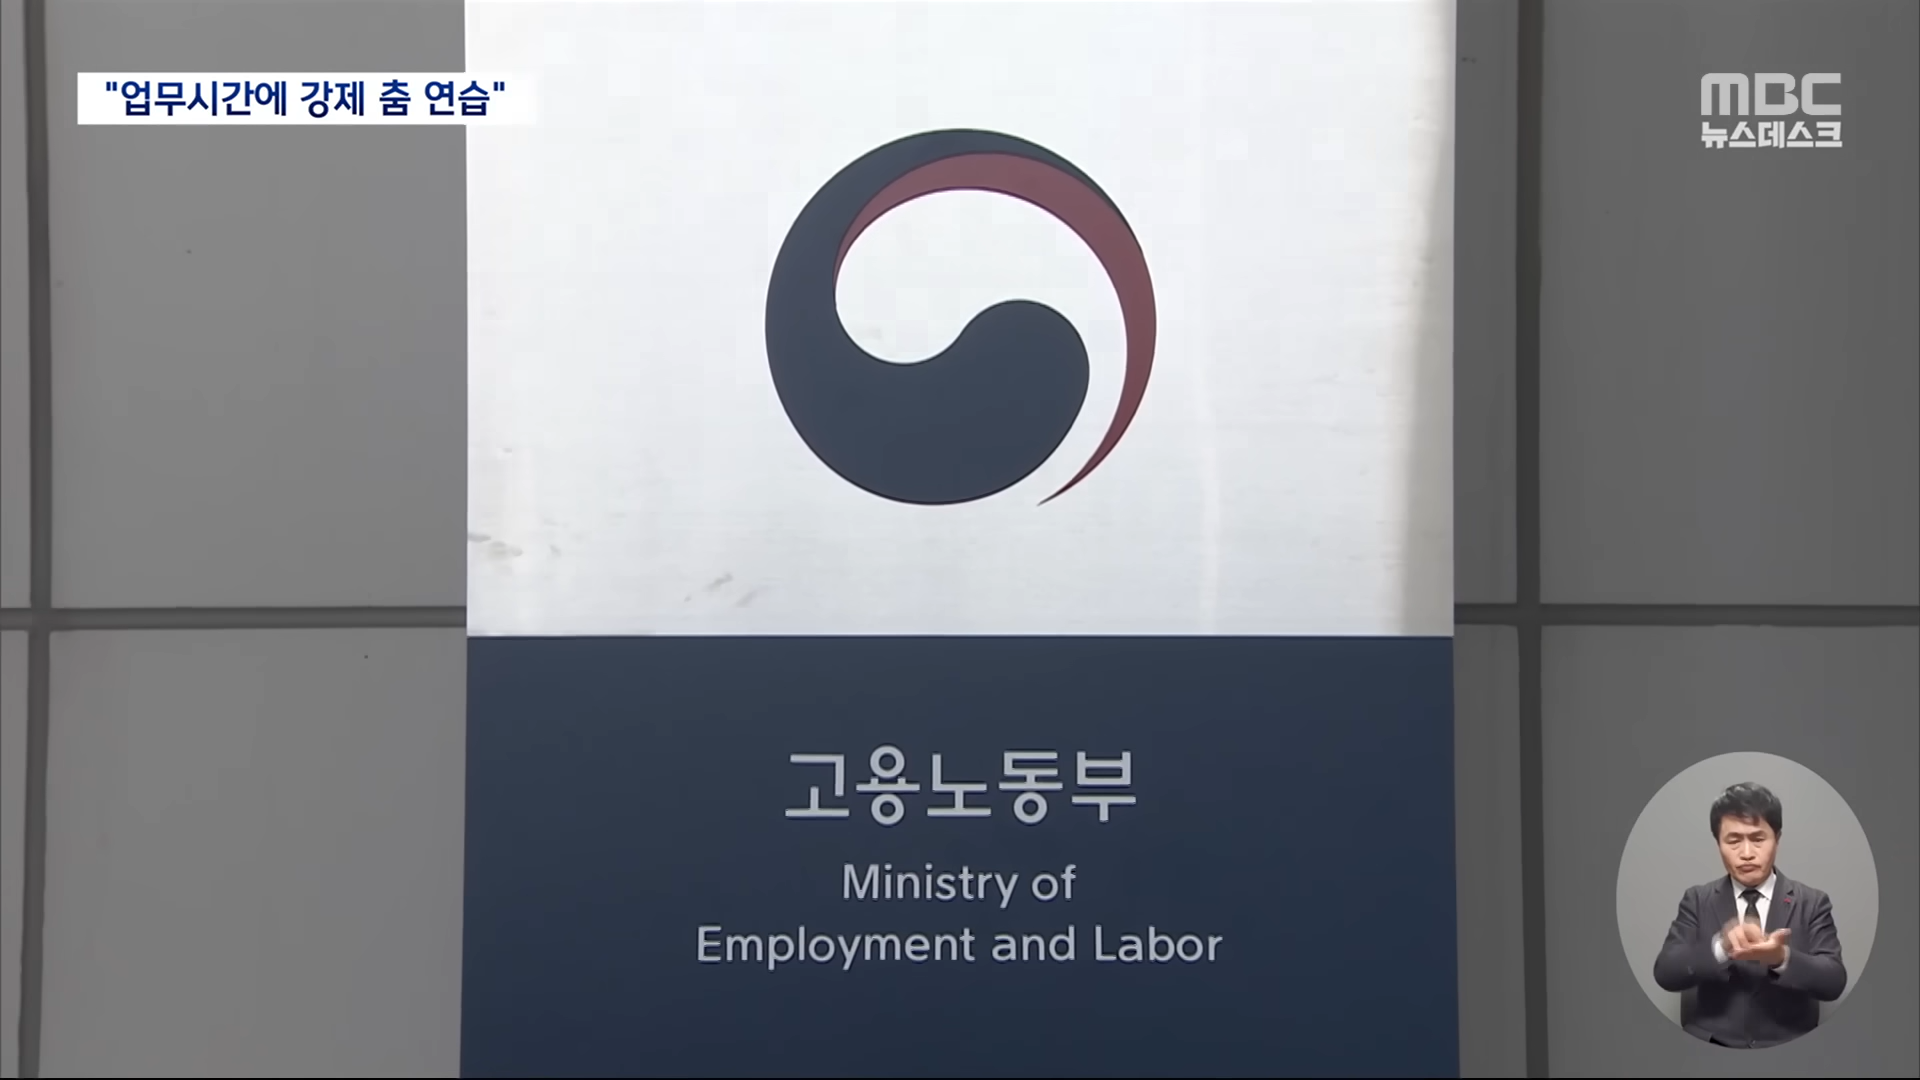 "업무시간에 강제 춤 연습"
MBC
뉴스데스크
고용노동부
Ministry of
Employment and Labor